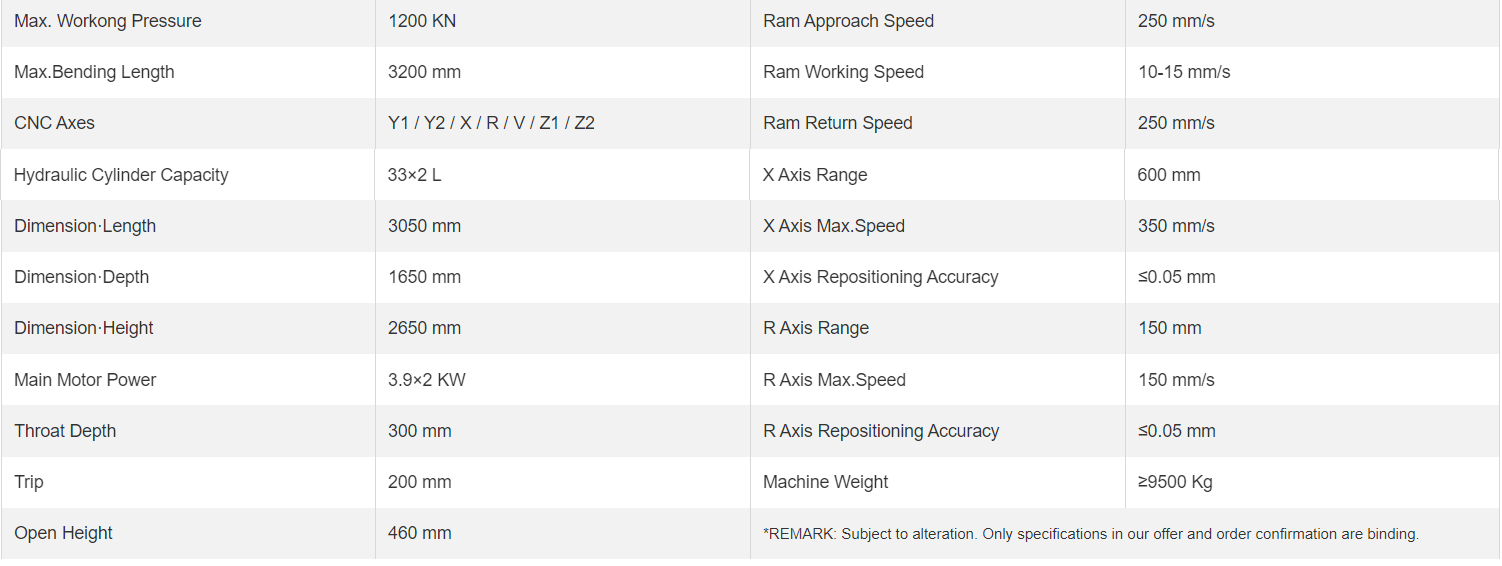 Max. Workong Pressure 1200 KN Ram Approach Speed 250 mm/s
Max.Bending Length 3200 mm Ram Working Speed 10-15 mm/s
CNC Axes Y1 / Y2 / X / R / V / Z1 / Z2 Ram Return Speed 250 mm/s
Hydraulic Cylinder Capacity 33×2 L X Axis Range 600 mm
Dimension·Length 3050 mm X Axis Max.Speed 350 mm/s
Dimension·Depth 1650 mm X Axis Repositioning Accuracy ≤0.05 mm
Dimension·Height 2650 mm R Axis Range 150 mm
Main Motor Power 3.9×2 KW R Axis Max.Speed 150 mm/s
Throat Depth 300 mm R Axis Repositioning Accuracy ≤0.05 mm
Trip 200 mm Machine Weight ≥9500 Kg
Open Height 460 mm *REMARK: Subject to alteration. Only specifications in our offer and order confirmation are binding.